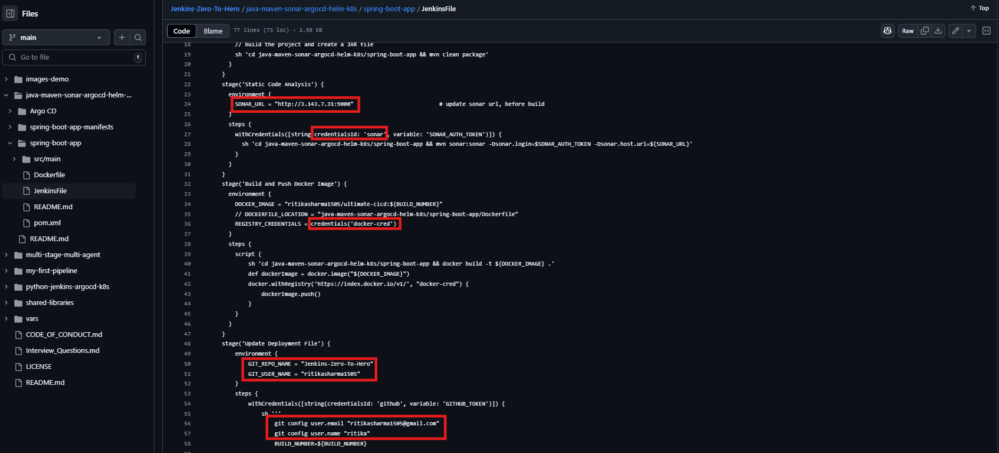 Files
main
Go to file
t
images-demo
java-maven-sonar-argocd-helm-...
Argo CD
spring-boot-app-manifests
spring-boot-app
src/main
Dockerfile
JenkinsFile
README.md
pom.xml
README.md
multi-stage-multi-agent
my-first-pipeline
python-jenkins-argocd-k8s
shared-libraries
vars
CODE_OF_CONDUCT.md
Interview_Questions.md
LICENSE
README.md
Jenkins-Zero-To-Hero / java-maven-sonar-argocd-helm-k8s / spring-boot-app / JenkinsFile
Top
Code Blame 77 lines (73 loc) · 2.98 KB
Raw
18 // build the project and create a JAR file
19 sh 'cd java-maven-sonar-argocd-helm-k8s/spring-boot-app && mvn clean package'
20 }
21 }
22 stage('Static Code Analysis') {
23 environment {
24 SONAR_URL = "http://3.143.7.31:9000" # update sonar url, before build
25 }
26 steps {
27 withCredentials([string credentialsId: 'sonar', variable: 'SONAR_AUTH_TOKEN')]) {
28 sh 'cd java-maven-sonar-argocd-helm-k8s/spring-boot-app && mvn sonar:sonar -Dsonar.login=$SONAR_AUTH_TOKEN -Dsonar.host.url=${SONAR_URL}'
29 }
30 }
31 }
32 stage('Build and Push Docker Image') {
33 environment {
34 DOCKER_IMAGE = "ritikasharma1505/ultimate-cicd:${BUILD_NUMBER}"
35 // DOCKERFILE_LOCATION = "java-maven-sonar-argocd-helm-k8s/spring-boot-app/Dockerfile"
36 REGISTRY_CREDENTIALS = credentials('docker-cred')
37 }
38 steps {
39 script {
40 sh 'cd java-maven-sonar-argocd-helm-k8s/spring-boot-app && docker build -t ${DOCKER_IMAGE} .'
41 def dockerImage = docker.image("${DOCKER_IMAGE}")
42 docker.withRegistry('https://index.docker.io/v1/', "docker-cred") {
43 dockerImage.push()
44 }
45 }
46 }
47 }
48 stage('Update Deployment File') {
49 environment {
50 GIT_REPO_NAME = "Jenkins-Zero-To-Hero"
51 GIT_USER_NAME = "ritikasharma1505"
52 }
53 steps {
54 withCredentials([string(credentialsId: 'github', variable: 'GITHUB_TOKEN')]) {
55 sh '''
56 git config user.email "ritikasharma1505@gmail.com"
57 git config user.name "ritika"
58 BUILD_NUMBER=${BUILD_NUMBER}